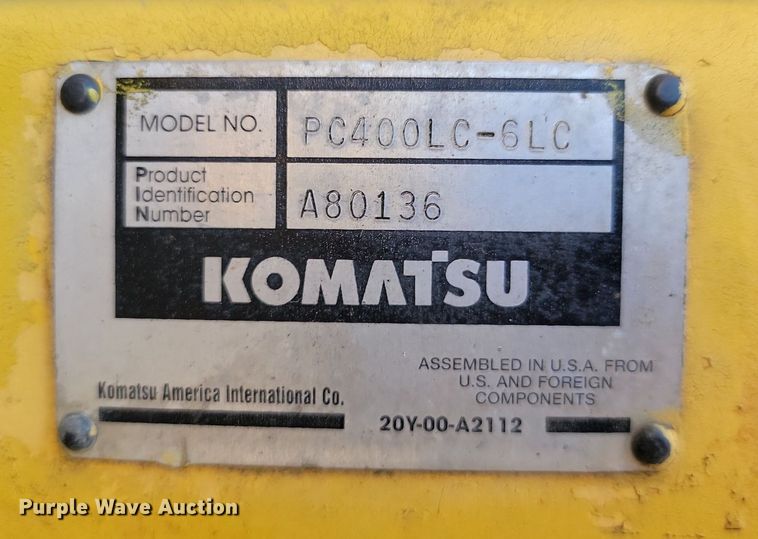 MODEL NO. PC400LC-6LC
Product
Identification
Number
A80136
KOMATSU
ASSEMBLED IN U.S.A. FROM
U.S. AND FOREIGN
COMPONENTS
Komatsu America International Co.
20Y-00-A2112
Purple Wave Auction